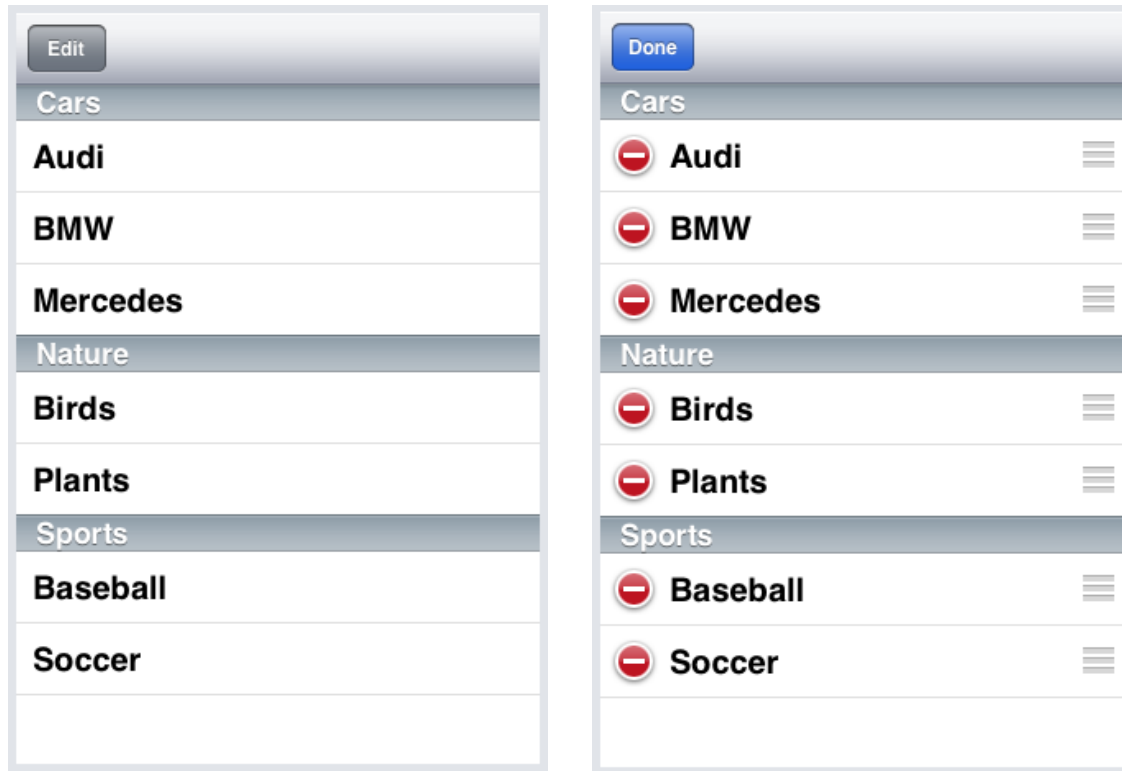 Edit
Cars
Audi
BMW
Mercedes
Nature
Birds
Plants
Sports
Baseball
Soccer
Done
Cars
Audi
BMW
Mercedes
Nature
Birds
Plants
Sports
Baseball
Soccer